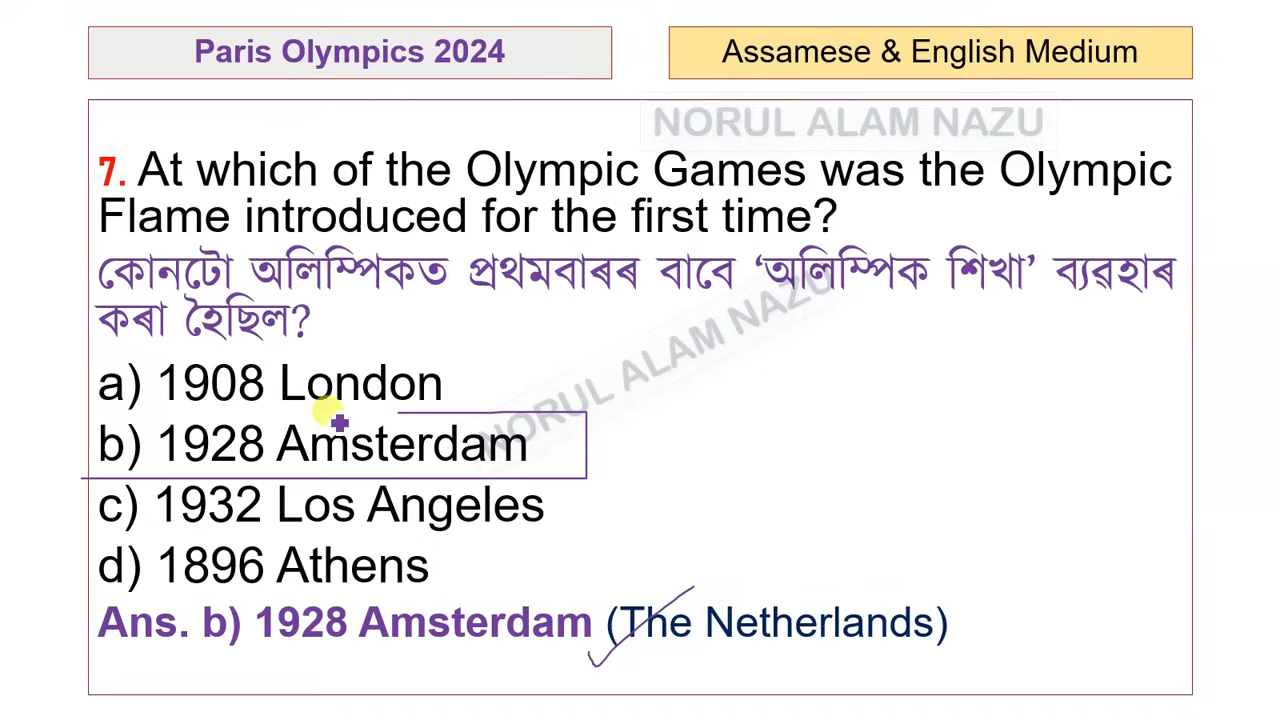 Paris Olympics 2024
Assamese & English Medium
NORUL ALAM NAZU
7. At which of the Olympic Games was the Olympic
Flame introduced for the first time?
কোনটো অলিম্পিকত প্ৰথমবাৰৰ বাবে ‘অলিম্পিক শিখা’ ব্যৱহাৰ
কৰা হৈছিল?
NORUL ALAM NAZU
a) 1908 London
b) 1928 Amsterdam
c) 1932 Los Angeles
d) 1896 Athens
Ans. b) 1928 Amsterdam (The Netherlands)